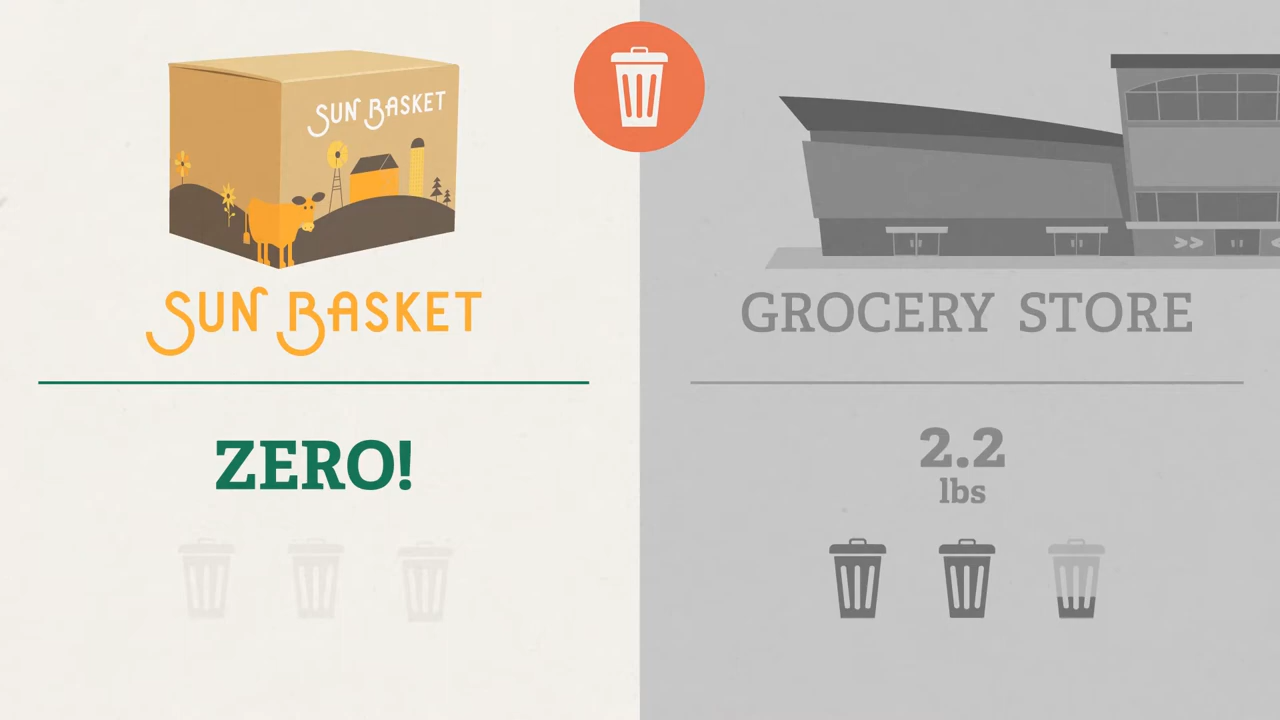 SUN BASKET
SUN BASKET
ZERO!
GROCERY STORE
2.2
lbs